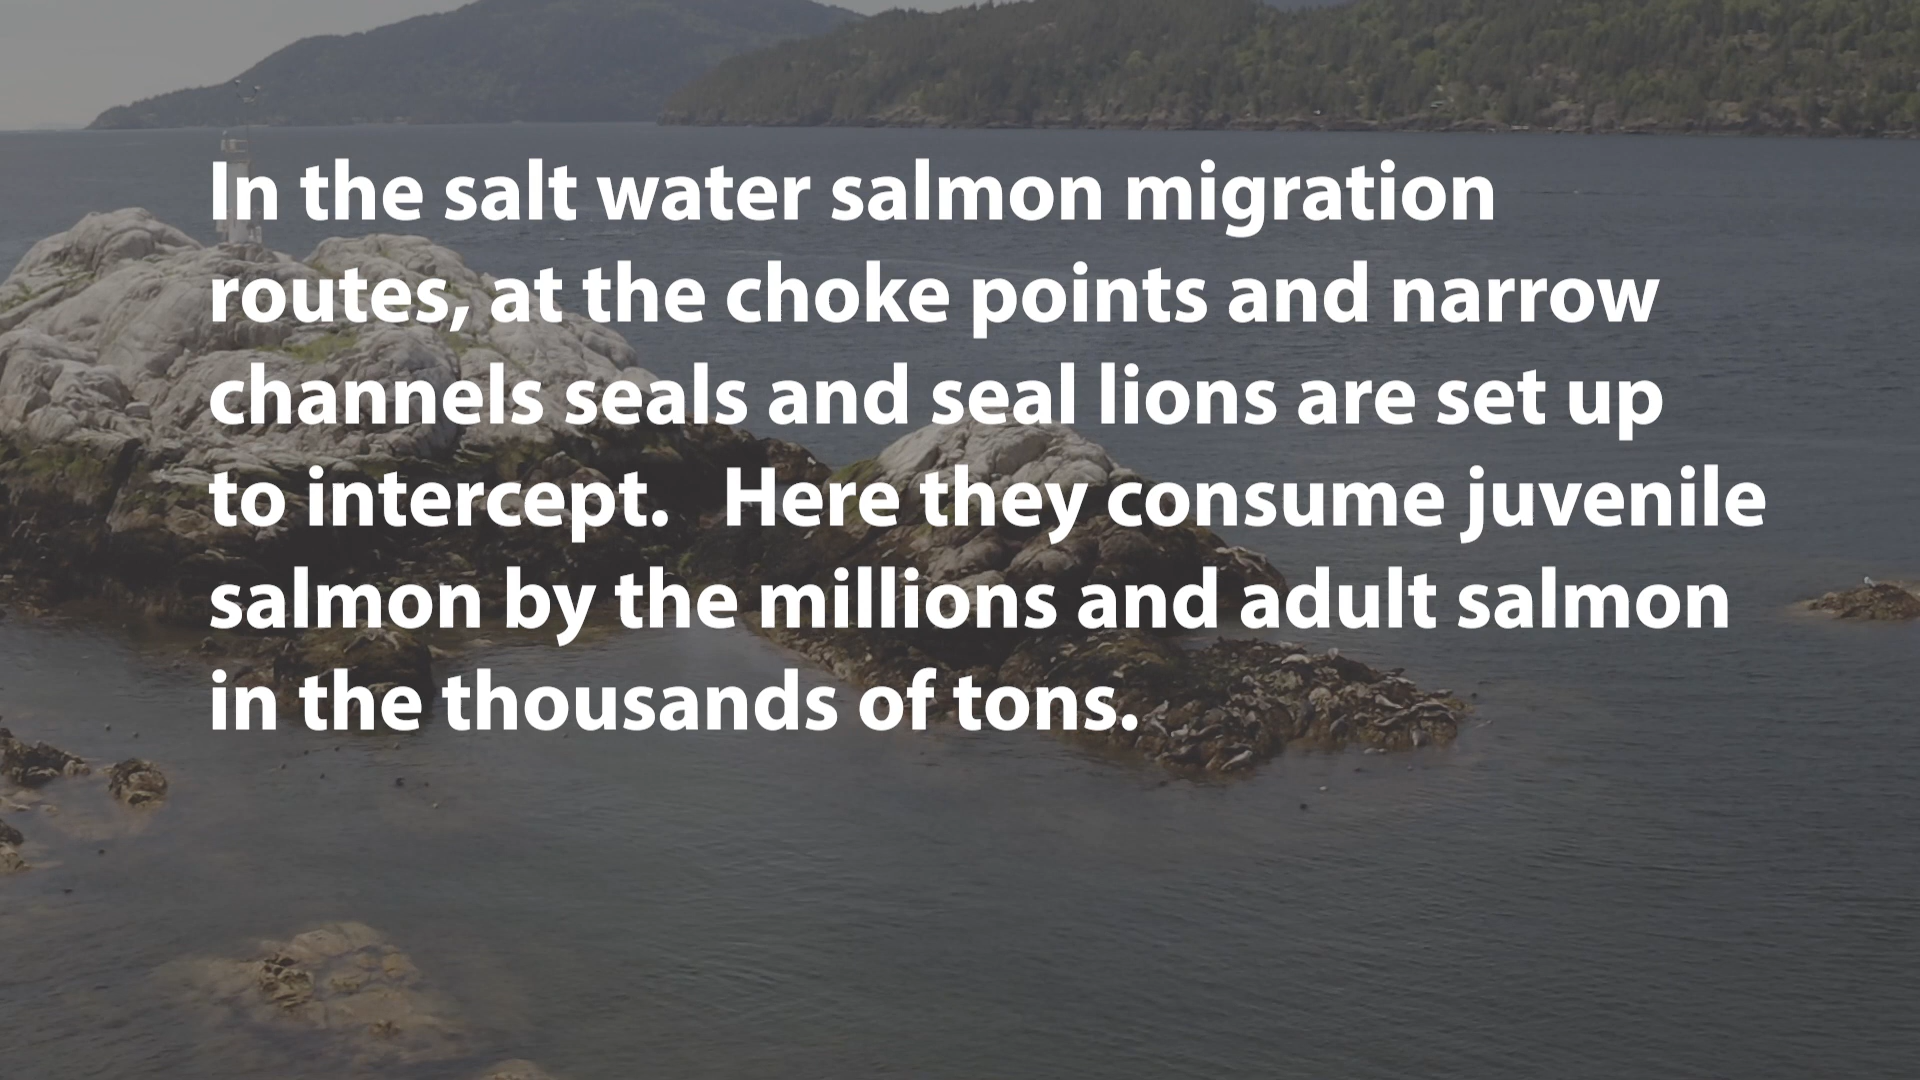 In the salt water salmon migration
routes, at the choke points and narrow
channels seals and seal lions are set up
to intercept.   Here they consume juvenile
salmon by the millions and adult salmon
in the thousands of tons.